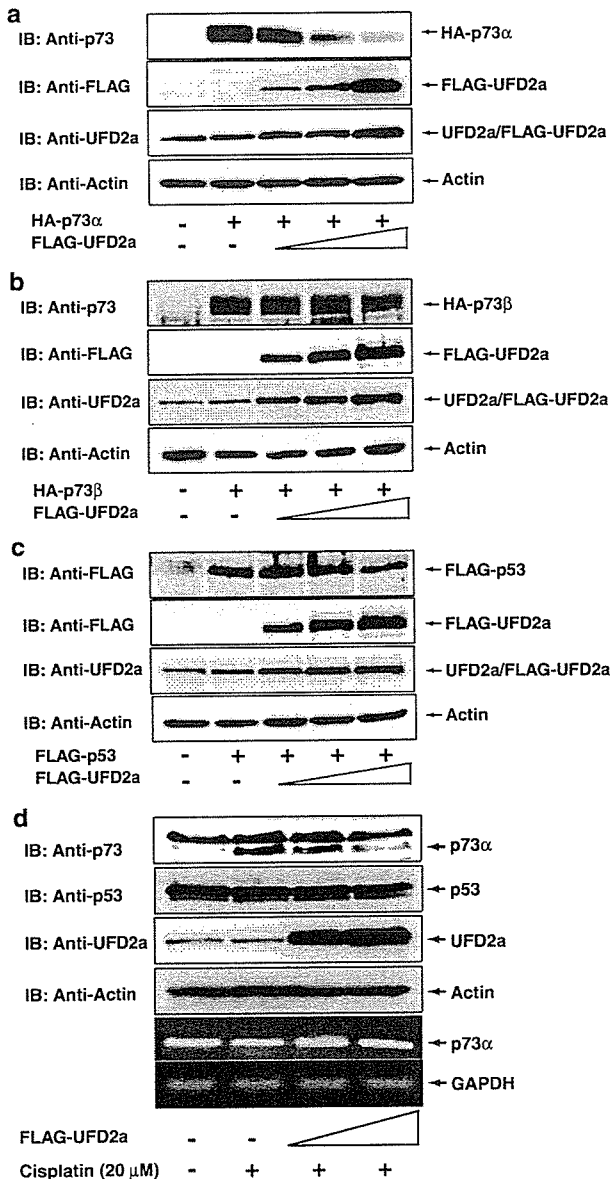 a
IB: Anti-p73 HA-p73α
IB: Anti-FLAG FLAG-UFD2a
IB: Anti-UFD2a UFD2a/FLAG-UFD2a
IB: Anti-Actin Actin
HA-p73α - + + + +
FLAG-UFD2a - -
b
IB: Anti-p73 HA-p73β
IB: Anti-FLAG FLAG-UFD2a
IB: Anti-UFD2a UFD2a/FLAG-UFD2a
IB: Anti-Actin Actin
HA-p73β - + + + +
FLAG-UFD2a - -
c
IB: Anti-FLAG FLAG-p53
IB: Anti-FLAG FLAG-UFD2a
IB: Anti-UFD2a UFD2a/FLAG-UFD2a
IB: Anti-Actin Actin
FLAG-p53 - + + + +
FLAG-UFD2a - -
d
IB: Anti-p73 p73α
IB: Anti-p53 p53
IB: Anti-UFD2a UFD2a
IB: Anti-Actin Actin
p73α
GAPDH
FLAG-UFD2a - -
Cisplatin (20 μM) - + + +